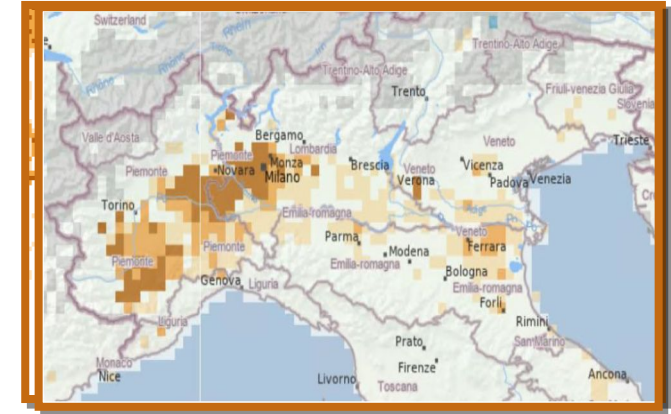 Switzerland
Trentino-Alto Adige
Trentino-Alto Adige
Trento
Friuli-venezia Giulia
Slovenia
Valle d'Aosta
Bergamo
Lombardia
Veneto
Trieste
Piemonte
Monza
Brescia
Veneto
Vicenza
Piemonte
Novara
Milano
Verona
Padova
Venezia
Torino
Emilia-romagna
Parma
Veneto
Ferrara
Piemonte
Modena
Piemonte
Emilia-romagna
Bologna
Genova
Liguria
Emilia-romagna
Forlì
Liguria
Rimini
Prato
SanMarino
Monaco
Nice
Firenze
Livorno
Toscana
Ancona